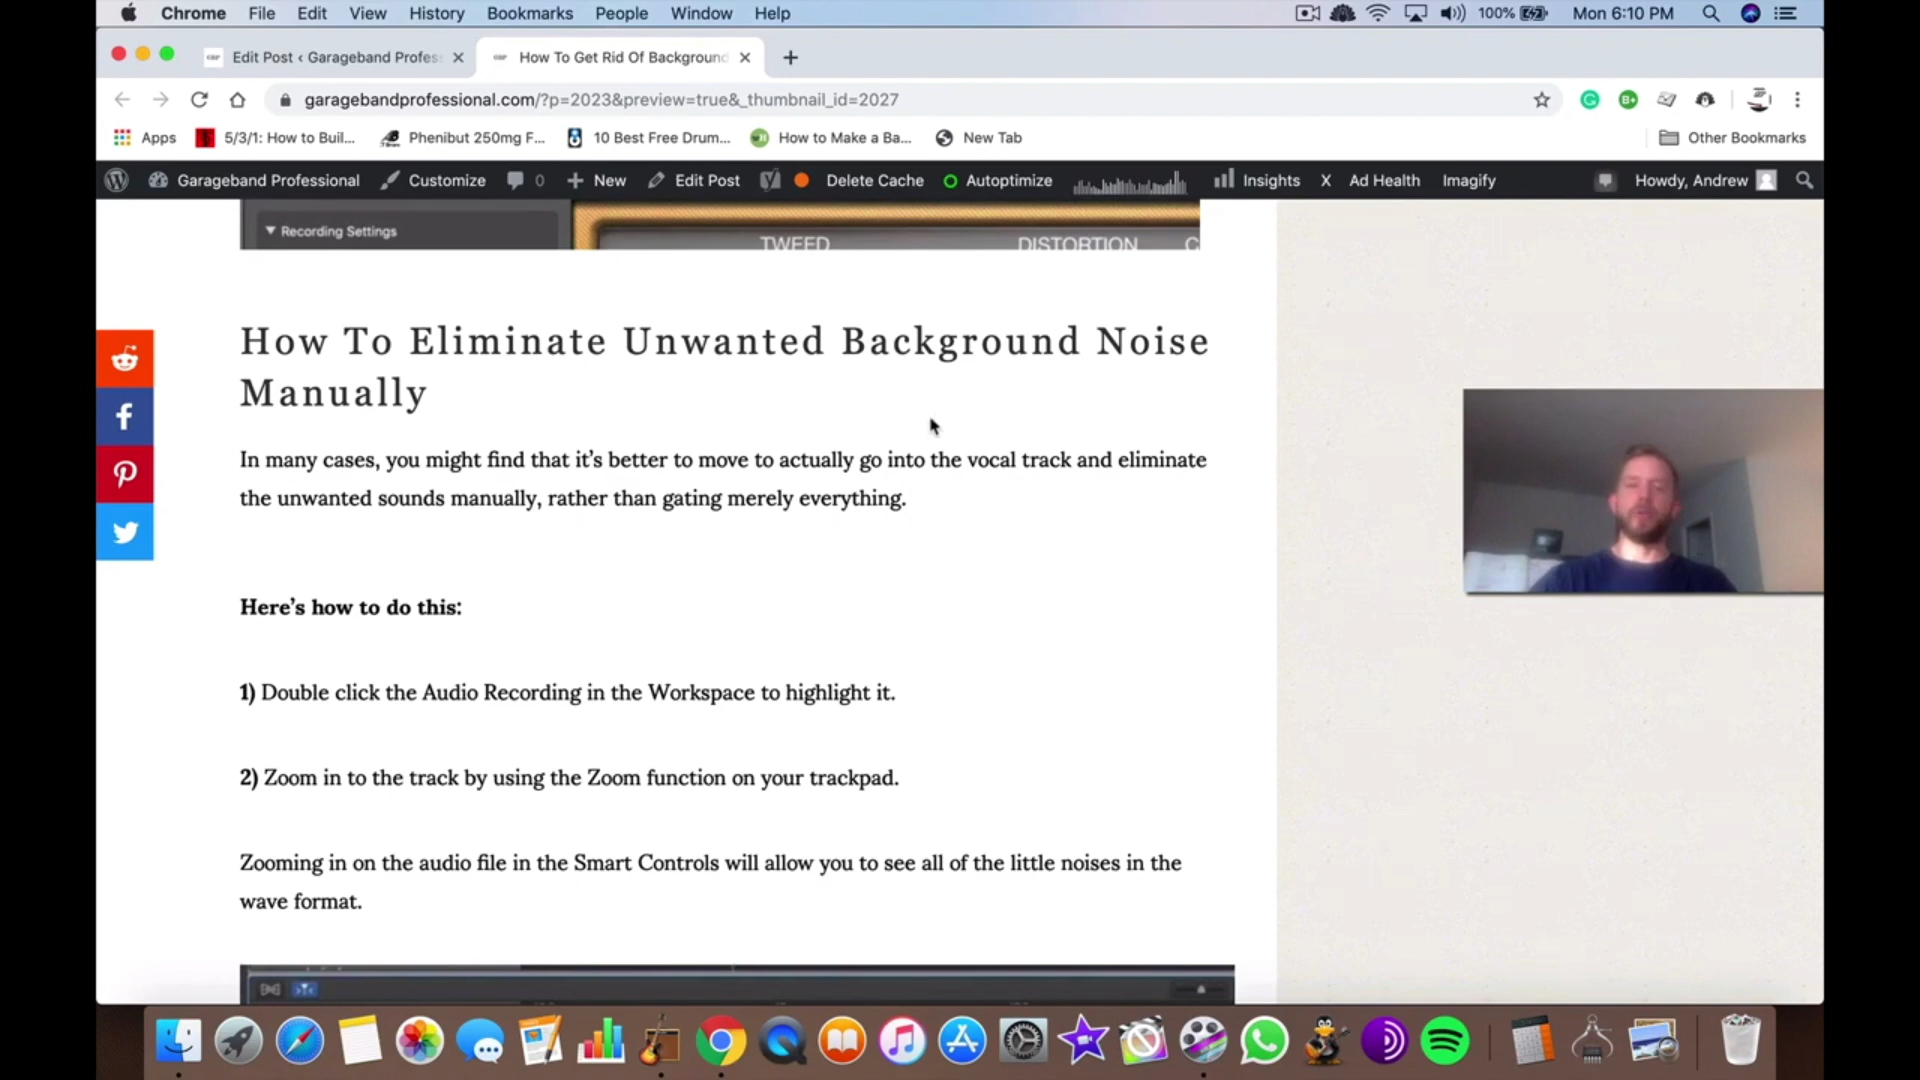 Chrome File Edit View History Bookmarks People Window Help 100% Mon 6:10 PM
Edit Post ‹ Garageband Profes
How To Get Rid Of Background
garagebandprofessional.com/?p=2023&preview=true&_thumbnail_id=2027
Apps 5/3/1: How to Buil... Phenibut 250mg F... 10 Best Free Drum... How to Make a Ba... New Tab Other Bookmarks
Garageband Professional Customize 0 New Edit Post Delete Cache Autoptimize Insights X Ad Health Imagify Howdy, Andrew
Recording Settings
TWEED DISTORTION C
How To Eliminate Unwanted Background Noise
Manually
In many cases, you might find that it’s better to move to actually go into the vocal track and eliminate
the unwanted sounds manually, rather than gating merely everything.
Here’s how to do this:
1) Double click the Audio Recording in the Workspace to highlight it.
2) Zoom in to the track by using the Zoom function on your trackpad.
Zooming in on the audio file in the Smart Controls will allow you to see all of the little noises in the
wave format.